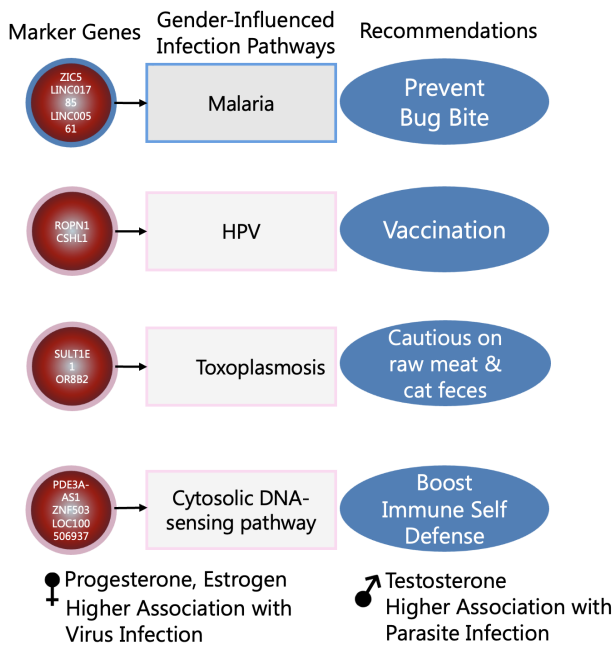 Marker Genes
Gender-Influenced
Infection Pathways
Recommendations
ZIC5
LINC017
85
LINC005
61
Malaria
Prevent
Bug Bite
ROPN1
CSHL1
HPV
Vaccination
SULT1E
1
OR8B2
Toxoplasmosis
Cautious on
raw meat &
cat feces
PDE3A-
AS1
ZNF503
LOC100
506937
Cytosolic DNA-
sensing pathway
Boost
Immune Self
Defense
Progesterone, Estrogen
Higher Association with
Virus Infection
Testosterone
Higher Association with
Parasite Infection